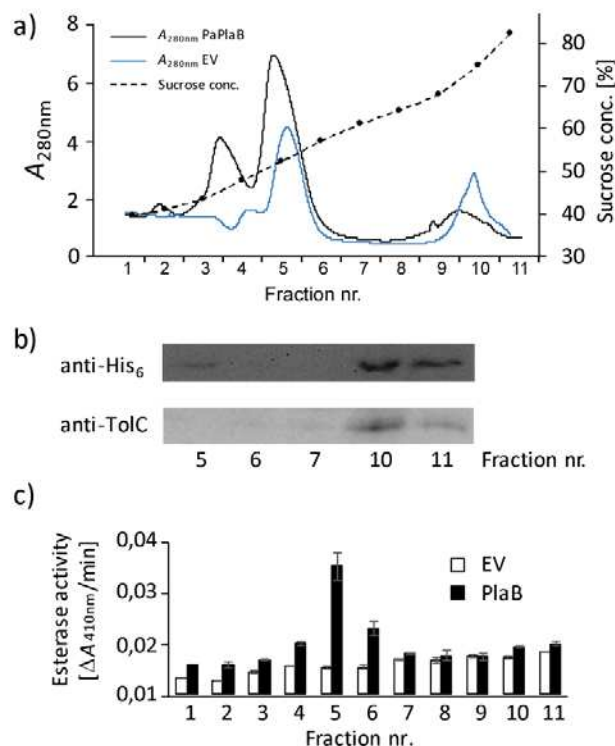 a)
A280nm PaPlaB
A280nm EV
Sucrose conc.
8
6
4
2
0
A280nm
80
70
60
50
40
30
Sucrose conc. [%]
1 2 3 4 5 6 7 8 9 10 11
Fraction nr.
b)
anti-His6
anti-TolC
5 6 7 10 11 Fraction nr.
c)
Esterase activity
[ΔA 410nm/min]
0,04
0,03
0,02
0,01
EV
PlaB
1 2 3 4 5 6 7 8 9 10 11
Fraction nr.